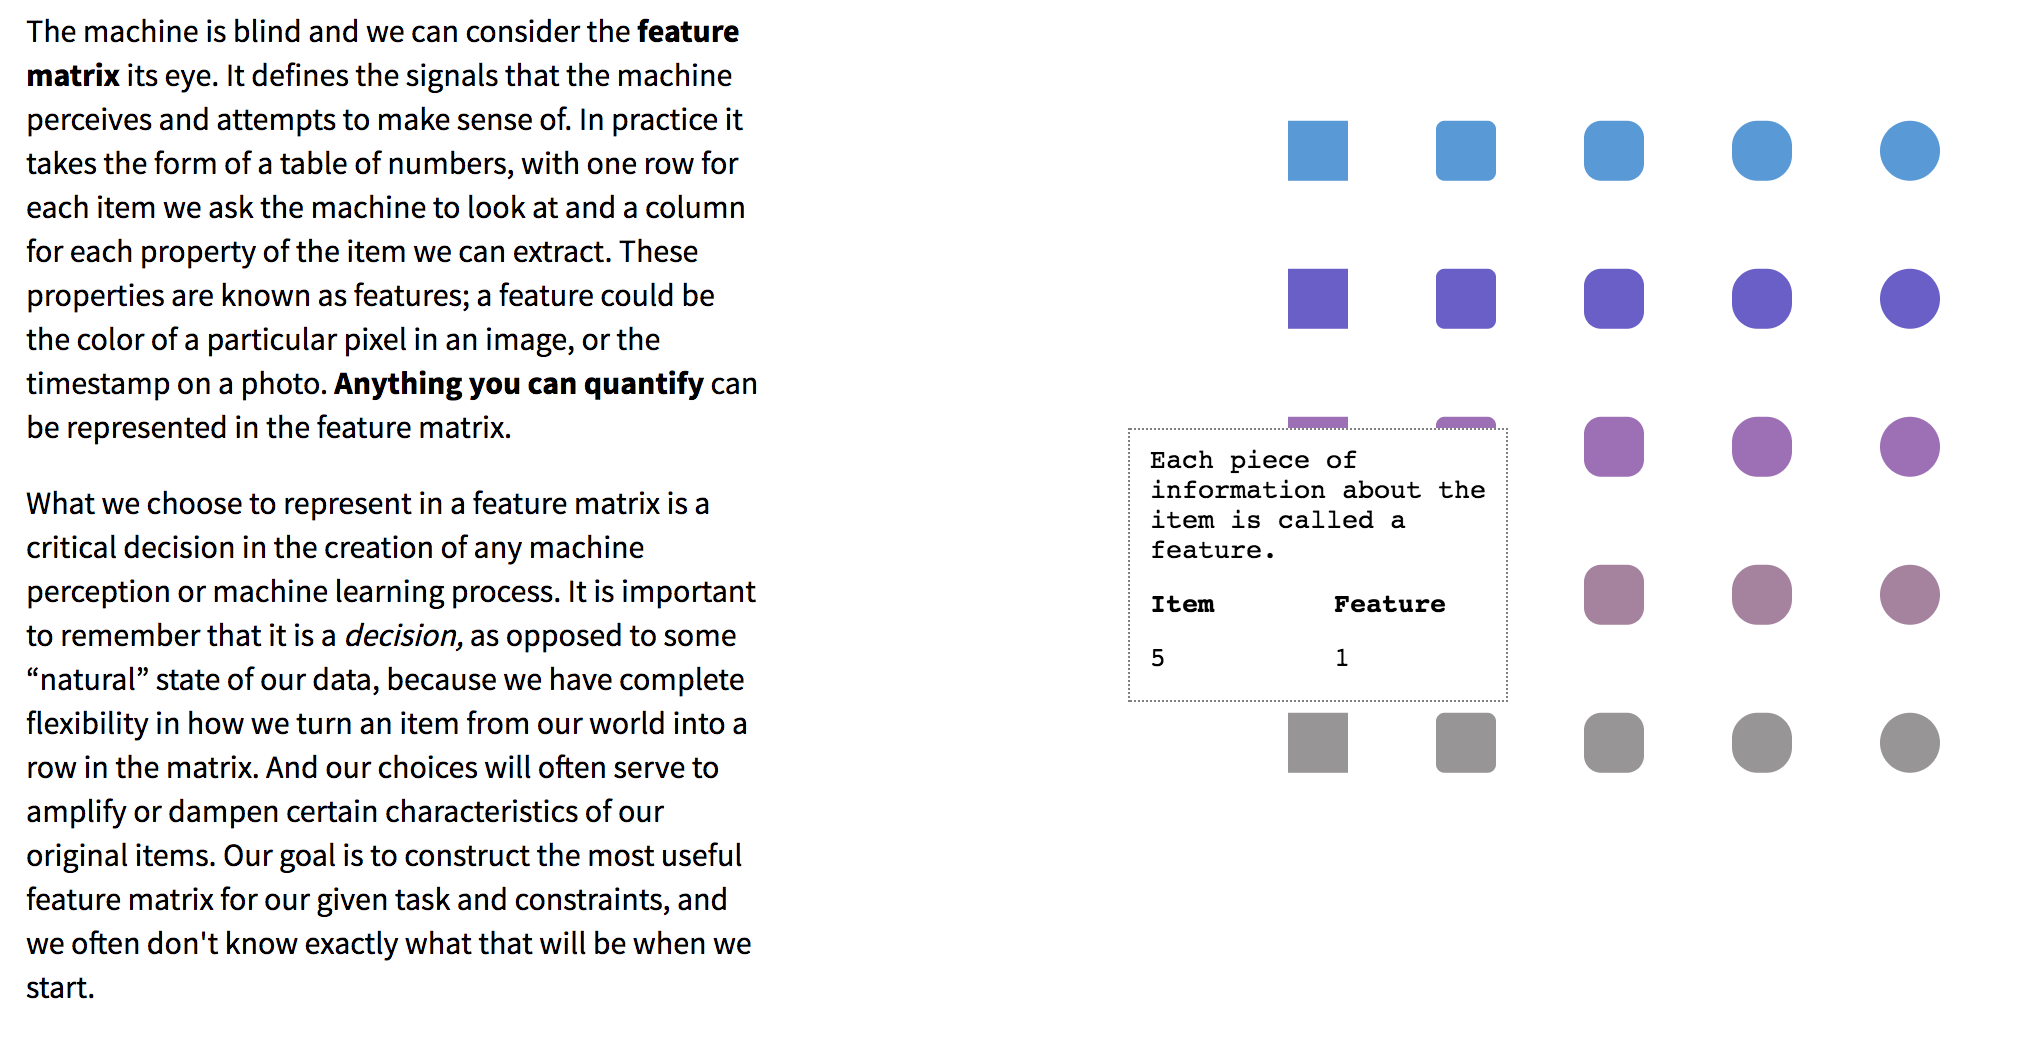 The machine is blind and we can consider the feature
matrix its eye. It defines the signals that the machine
perceives and attempts to make sense of. In practice it
takes the form of a table of numbers, with one row for
each item we ask the machine to look at and a column
for each property of the item we can extract. These
properties are known as features; a feature could be
the color of a particular pixel in an image, or the
timestamp on a photo. Anything you can quantify can
be represented in the feature matrix.
What we choose to represent in a feature matrix is a
critical decision in the creation of any machine
perception or machine learning process. It is important
to remember that it is a decision, as opposed to some
“natural” state of our data, because we have complete
flexibility in how we turn an item from our world into a
row in the matrix. And our choices will often serve to
amplify or dampen certain characteristics of our
original items. Our goal is to construct the most useful
feature matrix for our given task and constraints, and
we often don't know exactly what that will be when we
start.
Each piece of
information about the
item is called a
feature.
Item Feature
5 1